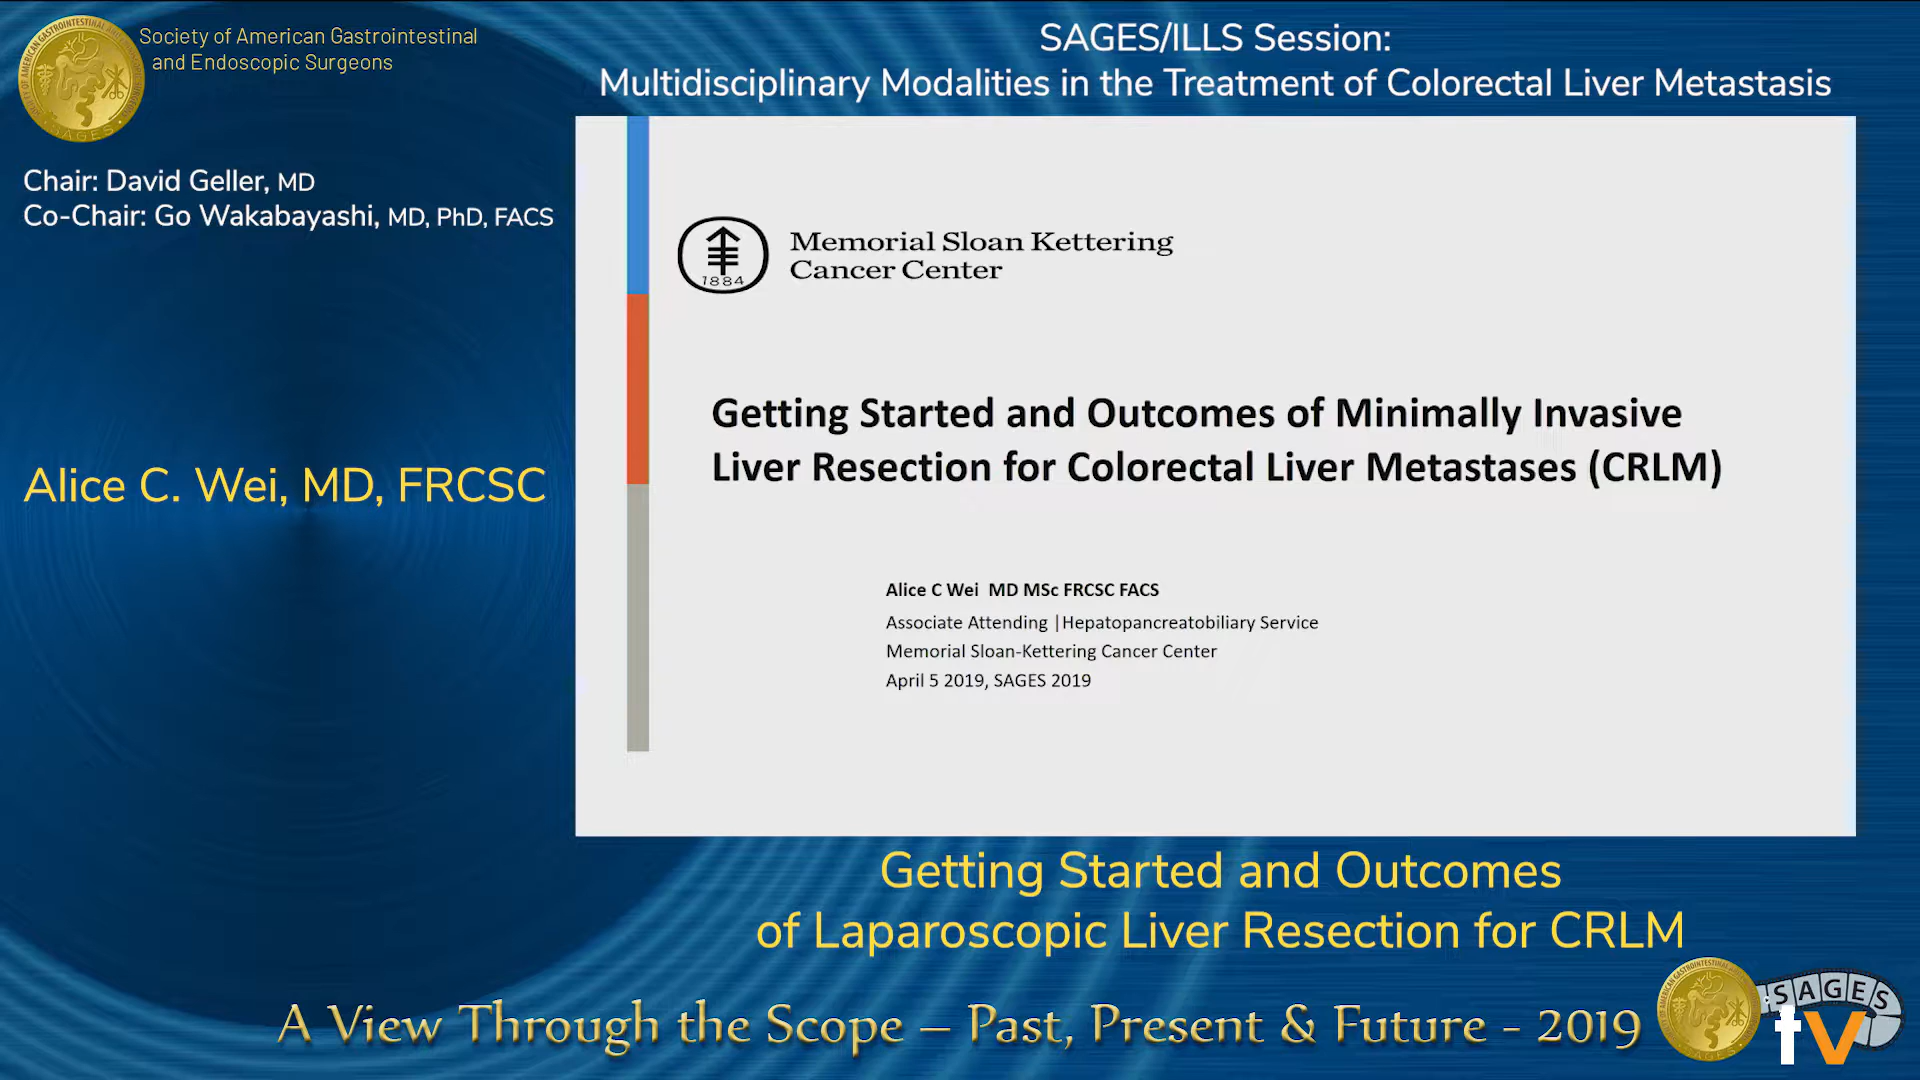 Society of American Gastrointestinal
and Endoscopic Surgeons
SAGES/ILLS Session:
Multidisciplinary Modalities in the Treatment of Colorectal Liver Metastasis
Chair: David Geller, MD
Co-Chair: Go Wakabayashi, MD, PhD, FACS
Alice C. Wei, MD, FRCSC
1884
Memorial Sloan Kettering
Cancer Center
Getting Started and Outcomes of Minimally Invasive
Liver Resection for Colorectal Liver Metastases (CRLM)
Alice C Wei MD MSc FRCSC FACS
Associate Attending |Hepatopancreatobiliary Service
Memorial Sloan-Kettering Cancer Center
April 5 2019, SAGES 2019
Getting Started and Outcomes
of Laparoscopic Liver Resection for CRLM
A View Through the Scope – Past, Present & Future - 2019
SAGES
tv